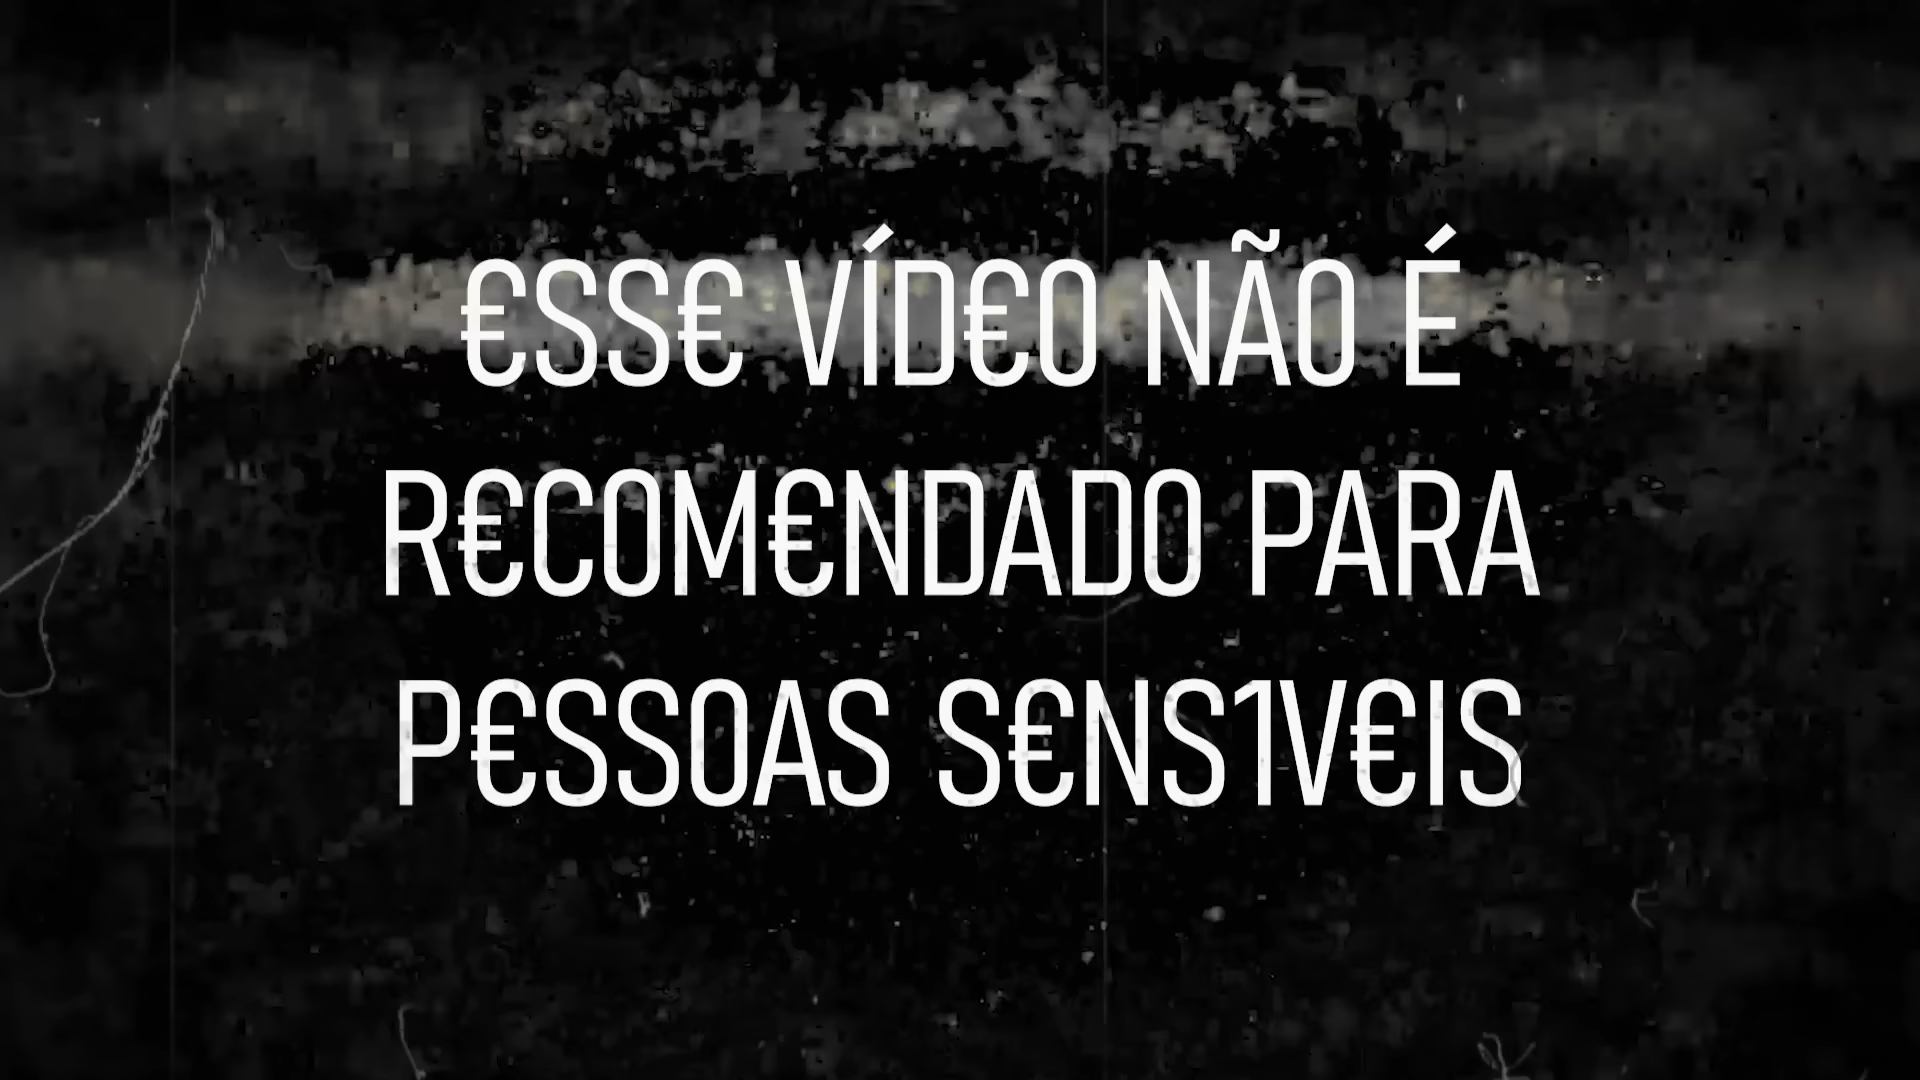 €SS€ VÍD€O NÃO É
R€COM€NDADO PARA
P€SSOAS S€NS1V€IS